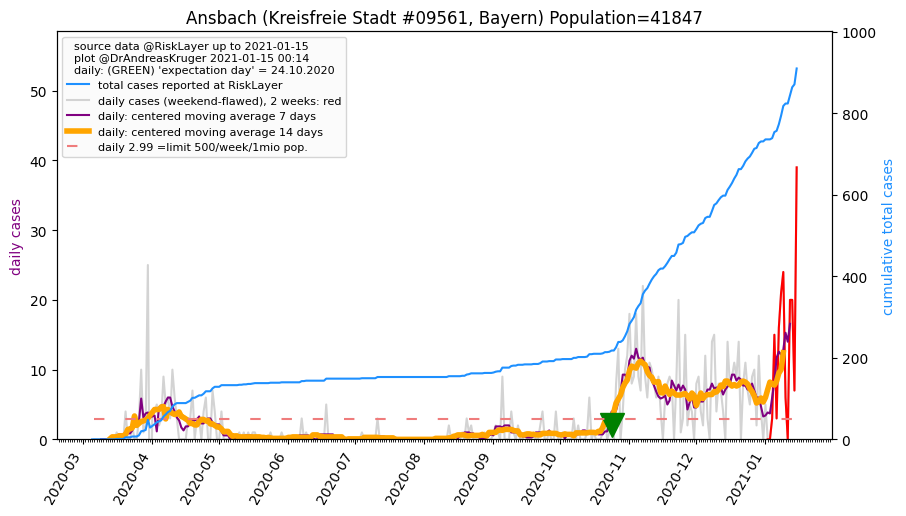 Ansbach (Kreisfreie Stadt #09561, Bayern) Population=41847
source data @RiskLayer up to 2021-01-15
plot @DrAndreasKruger 2021-01-15 00:14
daily: (GREEN) 'expectation day' = 24.10.2020
total cases reported at RiskLayer
daily cases (weekend-flawed), 2 weeks: red
daily: centered moving average 7 days
daily: centered moving average 14 days
daily 2.99 =limit 500/week/1mio pop.
daily cases
50
40
30
20
10
0
cumulative total cases
1000
800
600
400
200
0
2020-03
2020-04
2020-05
2020-06
2020-07
2020-08
2020-09
2020-10
2020-11
2020-12
2021-01